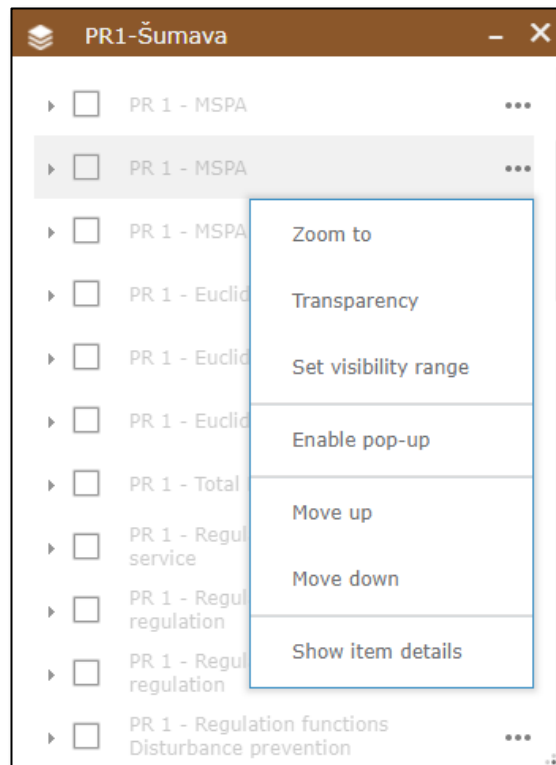 PR1-Šumava
PR 1 - MSPA
PR 1 - MSPA
PR 1 - MSPA
Zoom to
PR 1 - Euclid
Transparency
PR 1 - Euclid
Set visibility range
PR 1 - Euclid
Enable pop-up
PR 1 - Total
Move up
PR 1 - Regul
service
Move down
PR 1 - Regul
regulation
Show item details
PR 1 - Regul
regulation
PR 1 - Regulation functions
Disturbance prevention